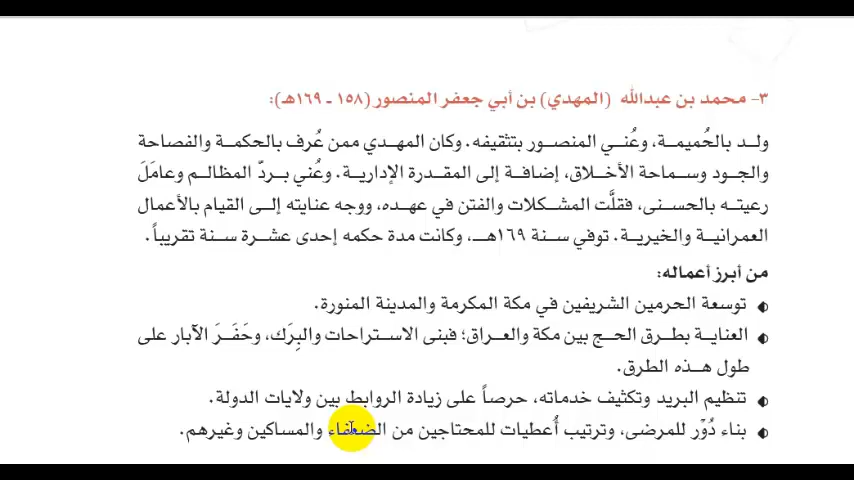 ٣- محمد بن عبدالله (المهدي) بن أبي جعفر المنصور (١٥٨ ـ ١٦٩هـ):
ولد بالحُميمة، وعُني المنصور بتثقيفه. وكان المهدي ممن عُرف بالحكمة والفصاحة
والجود وسماحة الأخلاق، إضافة إلى المقدرة الإدارية. وعُني بردّ المظالم وعامَلَ
رعيته بالحسنى، فقلَّت المشكلات والفتن في عهده، ووجه عنايته إلى القيام بالأعمال
العمرانية والخيرية. توفي سنة ١٦٩هـ، وكانت مدة حكمه إحدى عشرة سنة تقريباً.
من أبرز أعماله:
توسعة الحرمين الشريفين في مكة المكرمة والمدينة المنورة.
العناية بطرق الحج بين مكة والعراق؛ فبنى الاستراحات والبِرَك، وحَفَرَ الآبار على
طول هذه الطرق.
تنظيم البريد وتكثيف خدماته، حرصاً على زيادة الروابط بين ولايات الدولة.
بناء دُوْر للمرضى، وترتيب أُعطيات للمحتاجين من الضعفاء والمساكين وغيرهم.